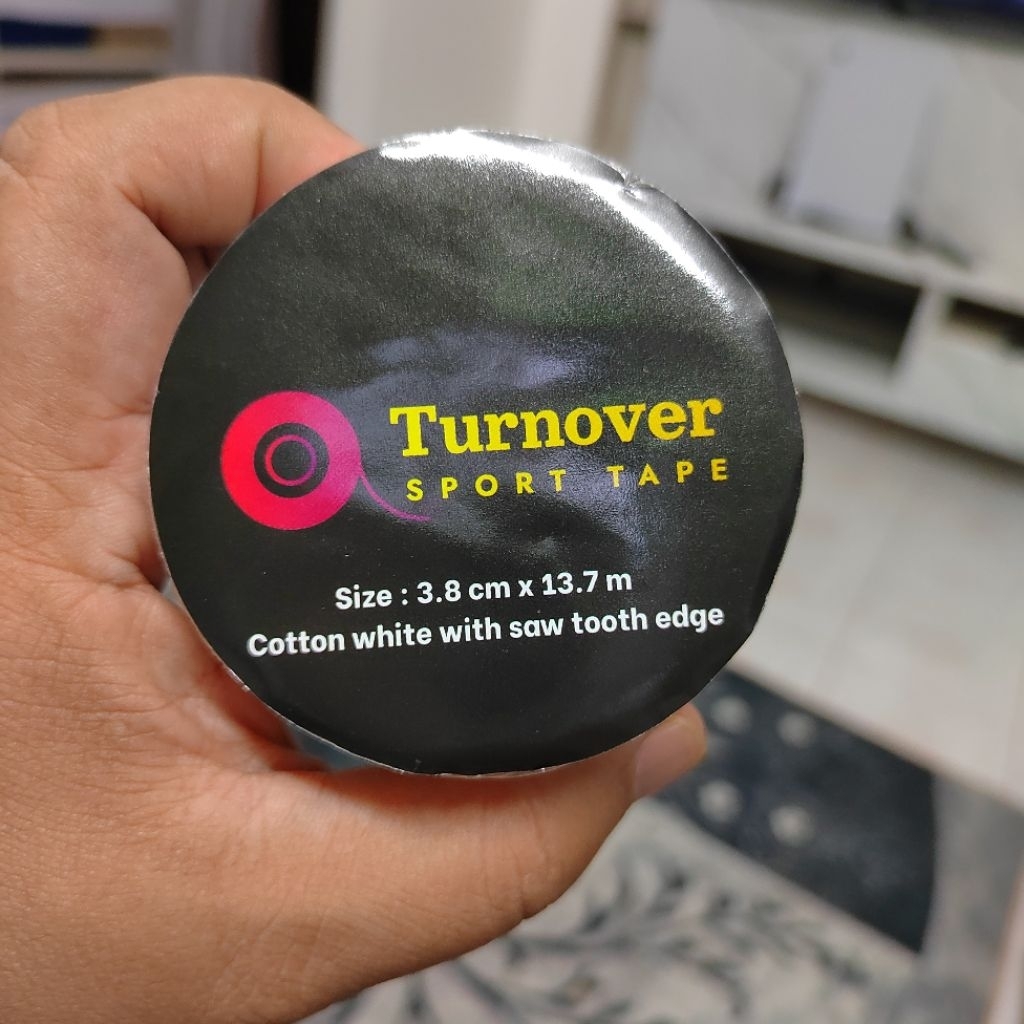 Turnover
SPORT TAPE
Size : 3.8 cm x 13.7 m
Cotton white with saw tooth edge